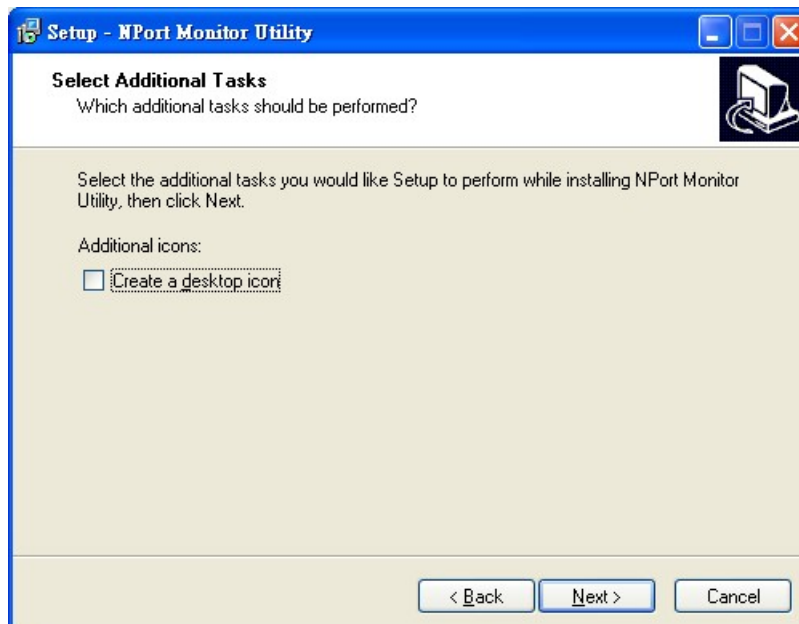 Setup - NPort Monitor Utility
Select Additional Tasks
Which additional tasks should be performed?
Select the additional tasks you would like Setup to perform while installing NPort Monitor
Utility, then click Next.
Additional icons:
Create a desktop icon
< Back
Next >
Cancel